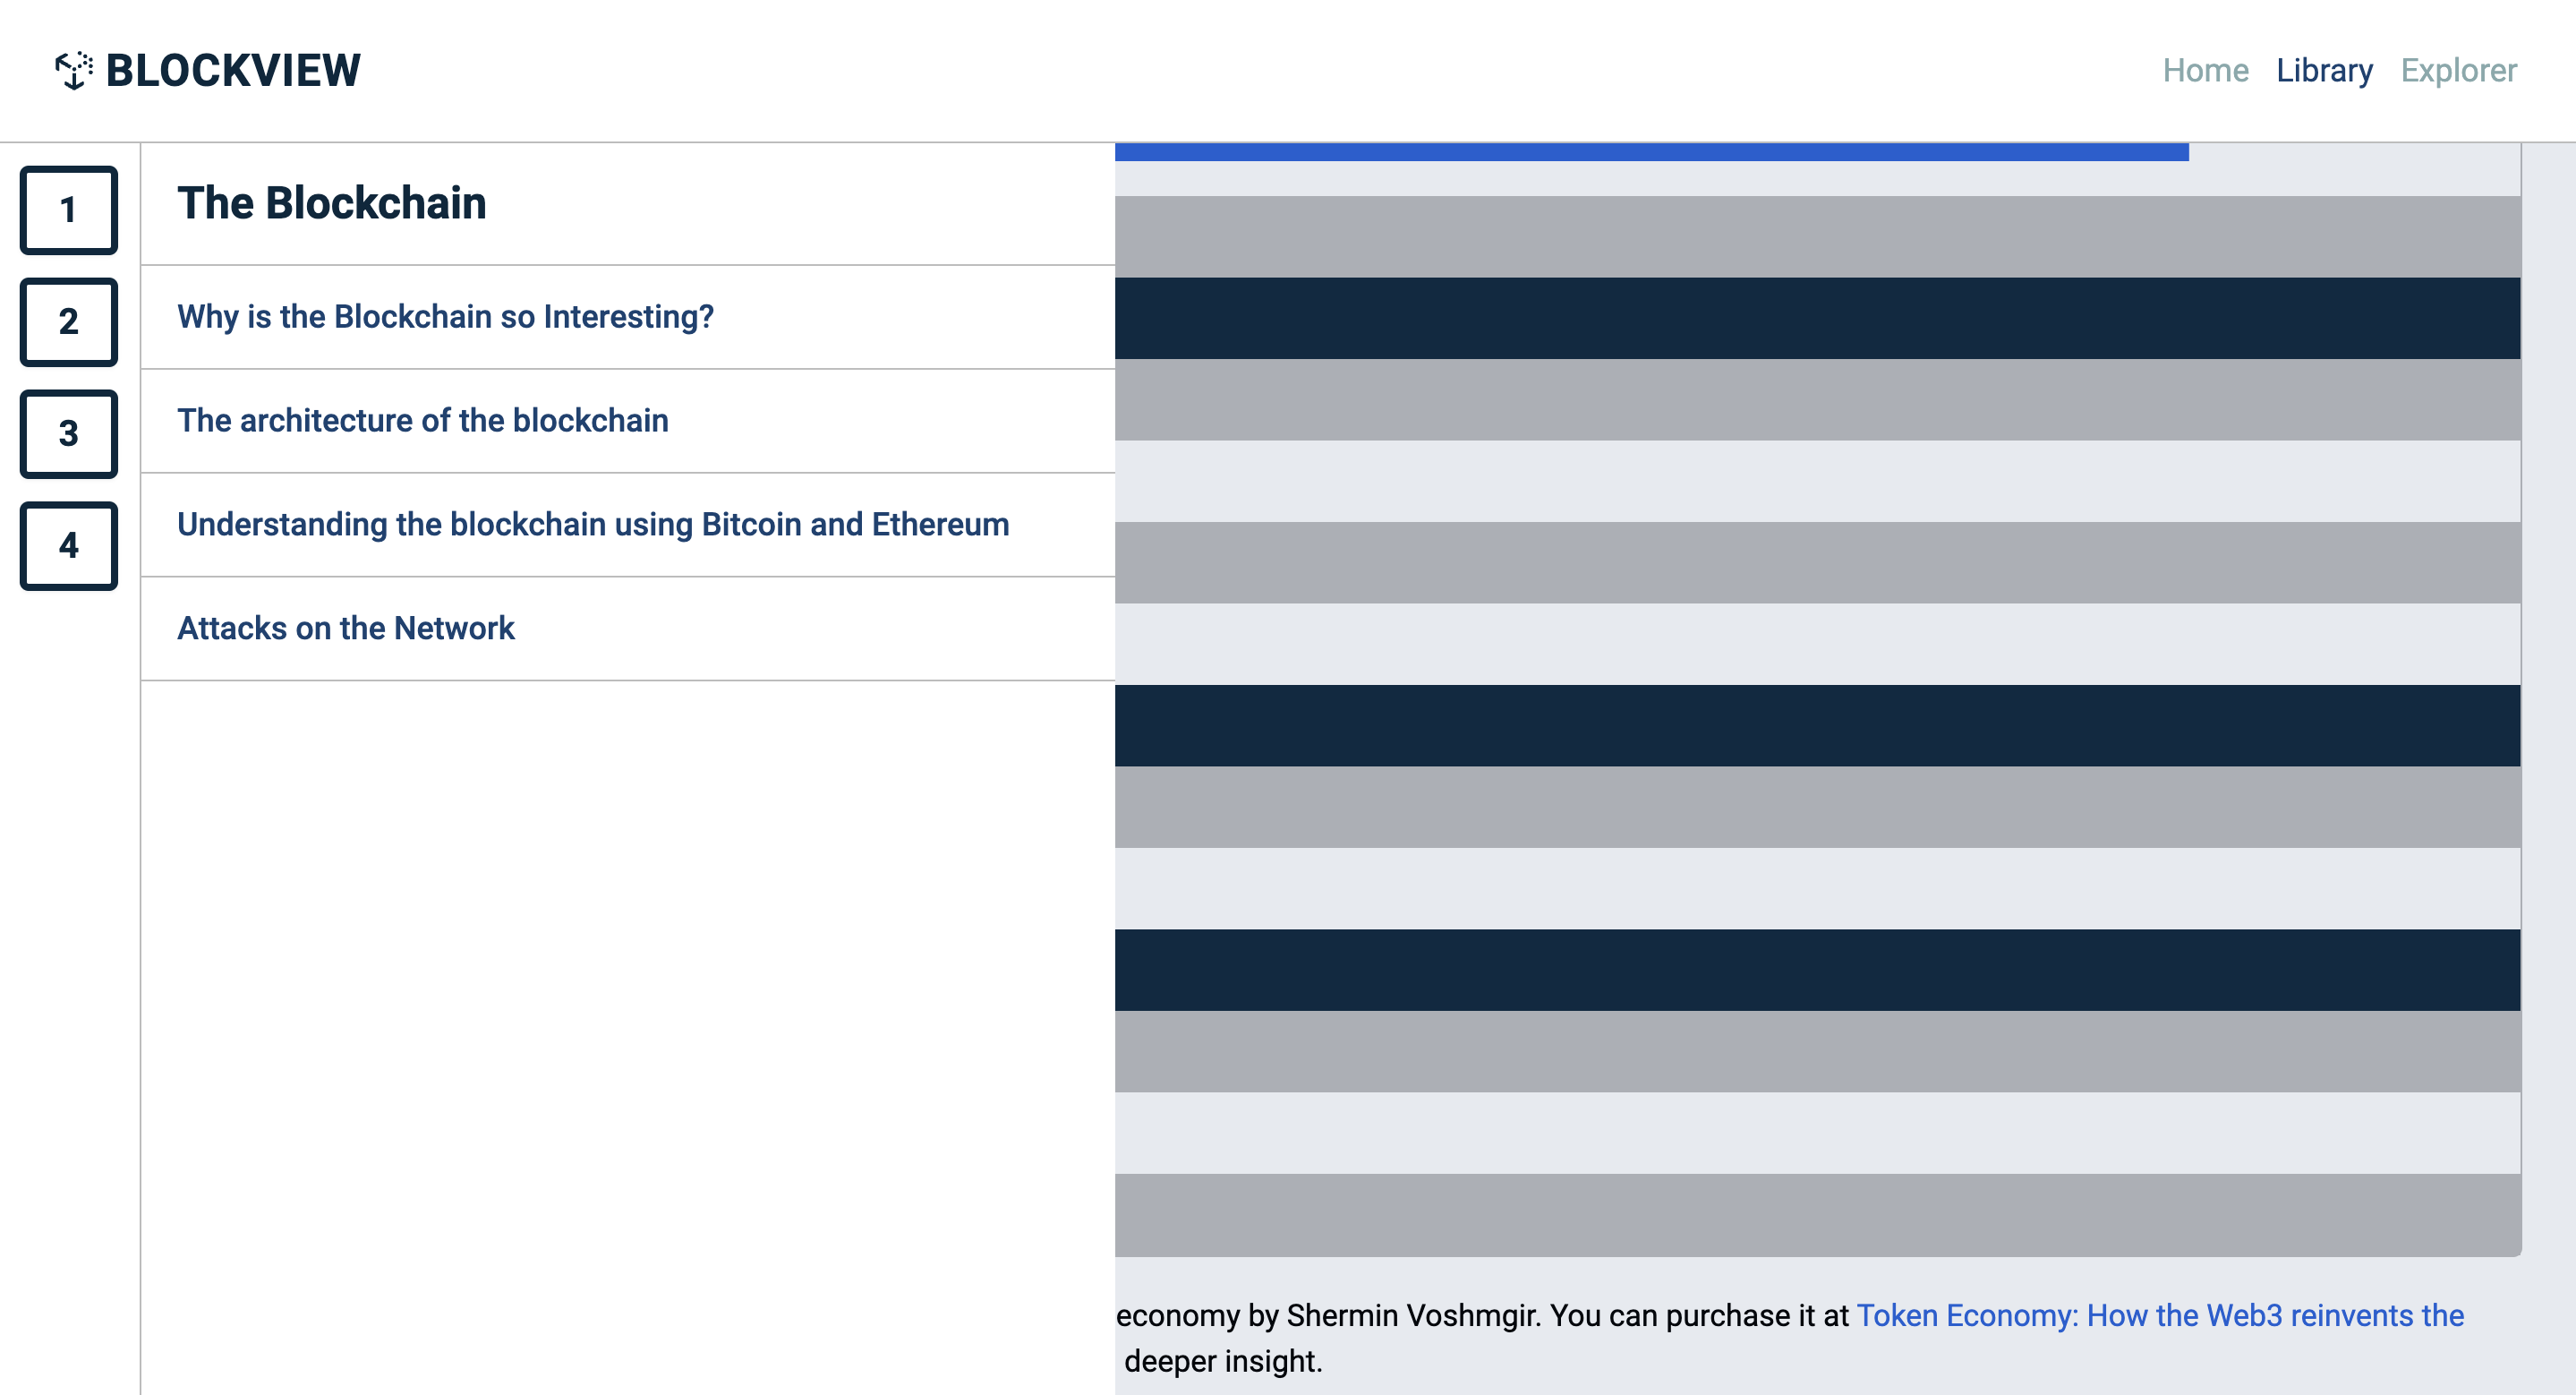 BLOCKVIEW
Home Library Explorer
1
The Blockchain
2
Why is the Blockchain so Interesting?
3
The architecture of the blockchain
4
Understanding the blockchain using Bitcoin and Ethereum
Attacks on the Network
economy by Shermin Voshmgir. You can purchase it at Token Economy: How the Web3 reinvents the
deeper insight.